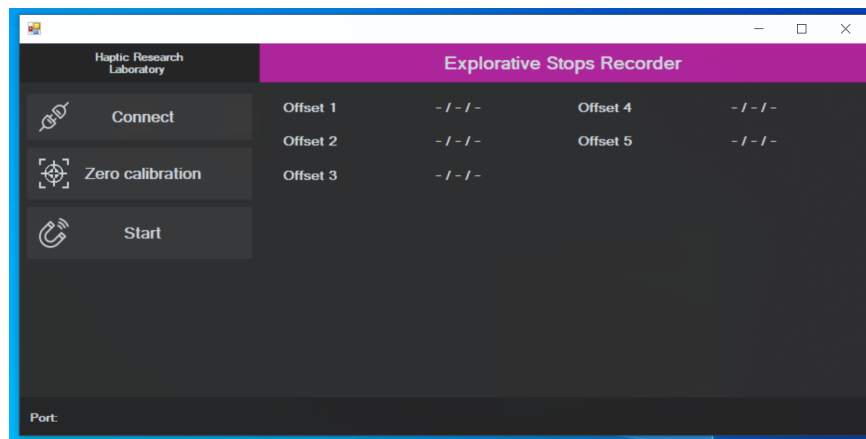 Haptic Research
Laboratory
Explorative Stops Recorder
Connect
Zero calibration
Start
Offset 1 - / - / - Offset 4 - / - / -
Offset 2 - / - / - Offset 5 - / - / -
Offset 3 - / - / -
Port: